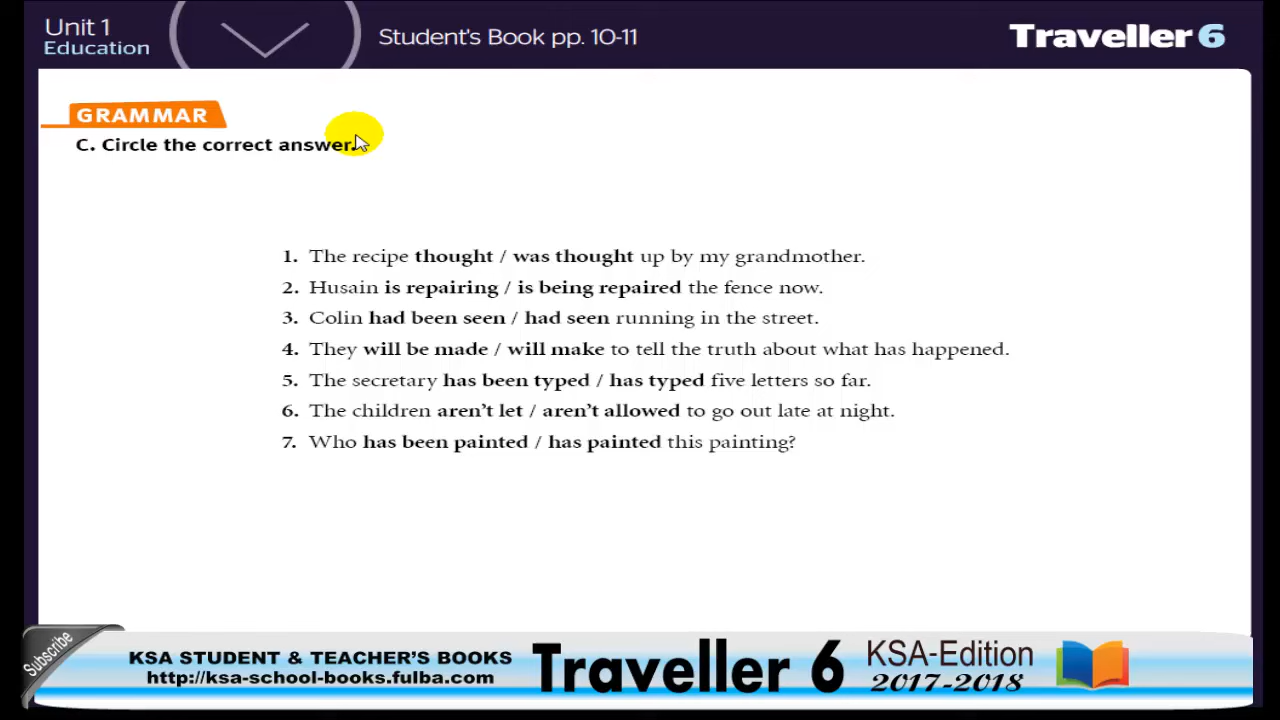 Unit 1
Education
Student's Book pp. 10-11
Traveller 6
GRAMMAR
C. Circle the correct answer.
1. The recipe thought / was thought up by my grandmother.
2. Husain is repairing / is being repaired the fence now.
3. Colin had been seen / had seen running in the street.
4. They will be made / will make to tell the truth about what has happened.
5. The secretary has been typed / has typed five letters so far.
6. The children aren't let / aren't allowed to go out late at night.
7. Who has been painted / has painted this painting?
Subscribe
KSA STUDENT & TEACHER'S BOOKS
http://ksa-school-books.fulba.com
Traveller 6
KSA-Edition
2017-2018